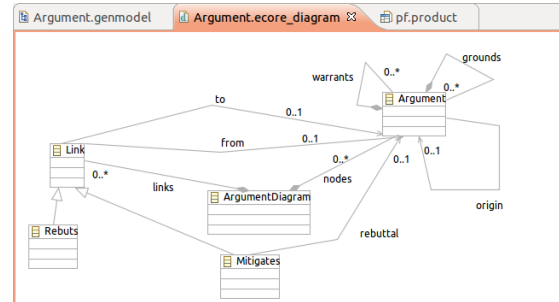 Argument.genmodel
Argument.ecore_diagram
pf.product
grounds
warrants
0..*
0..*
Argument
to
0..1
from
0..1
0..1
0..1
Link
0..*
0..*
links
nodes
ArgumentDiagram
origin
rebuttal
Rebuts
Mitigates